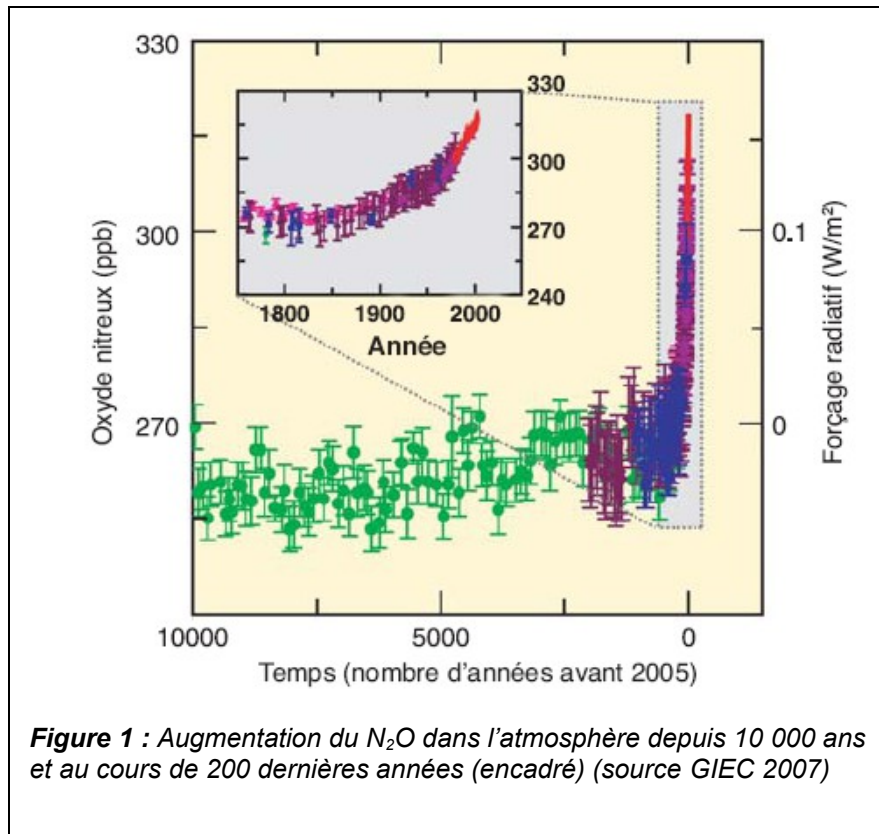 330
300
270
Oxyde nitreux (ppb)
330
300
270
240
1800 1900 2000
Année
0.1
0
Forçage radiatif (W/m²)
10000 5000 0
Temps (nombre d'années avant 2005)
Figure 1 : Augmentation du N₂O dans l'atmosphère depuis 10 000 ans
et au cours de 200 dernières années (encadré) (source GIEC 2007)